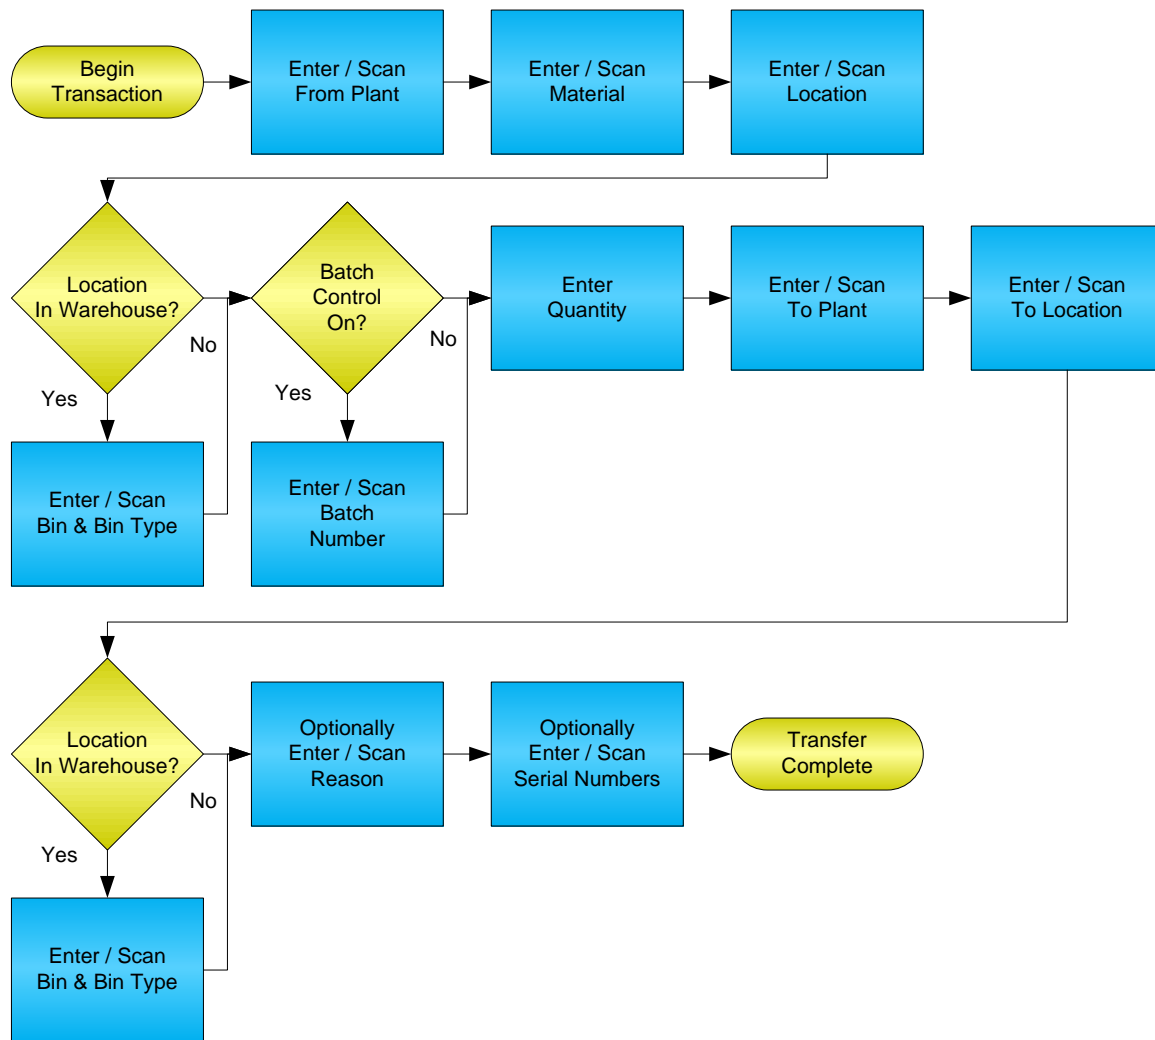 Begin
Transaction
Enter / Scan
From Plant
Enter / Scan
Material
Enter / Scan
Location
Location
In Warehouse?
No
Yes
Enter / Scan
Bin & Bin Type
Batch
Control
On?
No
Yes
Enter / Scan
Batch
Number
Enter
Quantity
Enter / Scan
To Plant
Enter / Scan
To Location
Location
In Warehouse?
No
Yes
Enter / Scan
Bin & Bin Type
Optionally
Enter / Scan
Reason
Optionally
Enter / Scan
Serial Numbers
Transfer
Complete